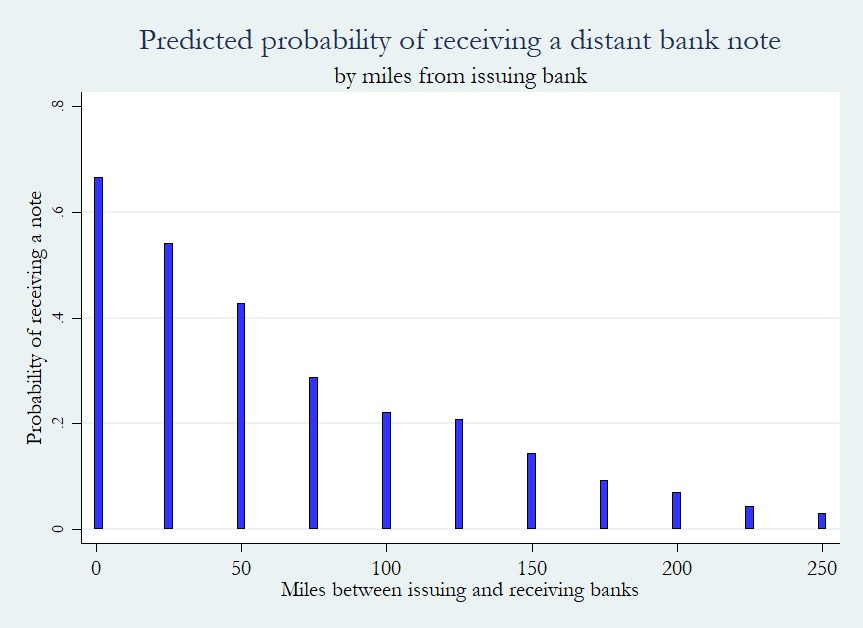 Predicted probability of receiving a distant bank note
by miles from issuing bank
Probability of receiving a note
.8
.6
.4
.2
0
0 50 100 150 200 250
Miles between issuing and receiving banks